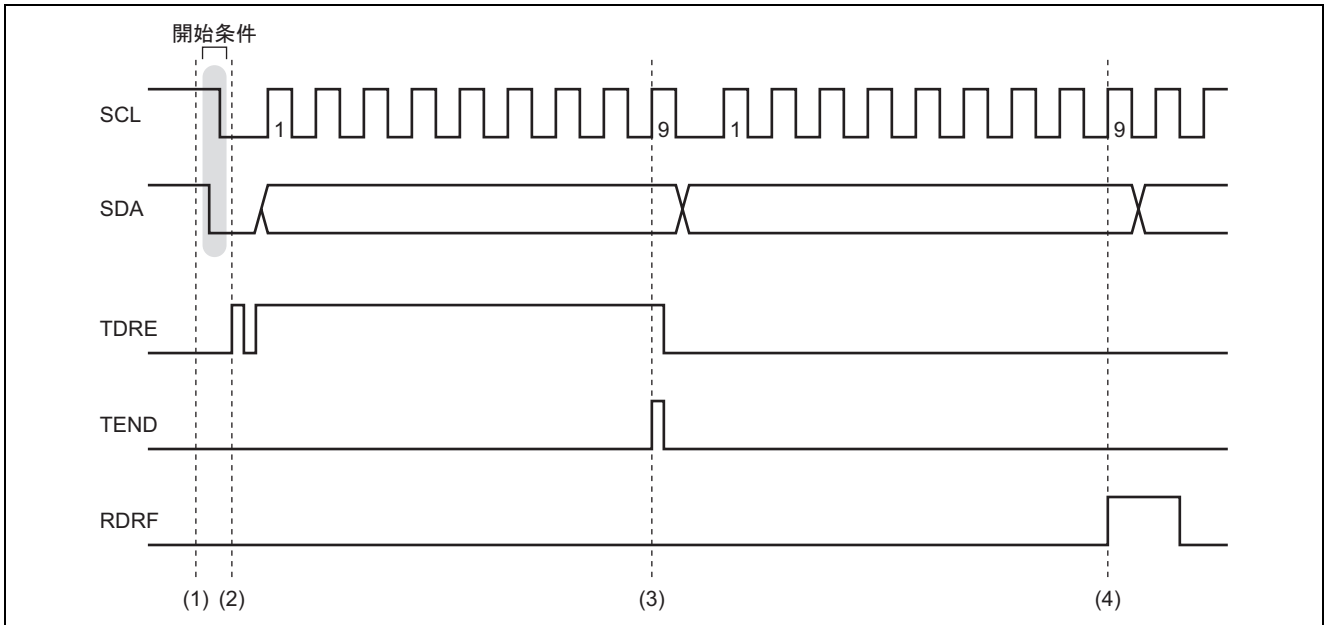 開始条件
SCL
1 9 1 9
SDA
TDRE
TEND
RDRF
(1) (2) (3) (4)